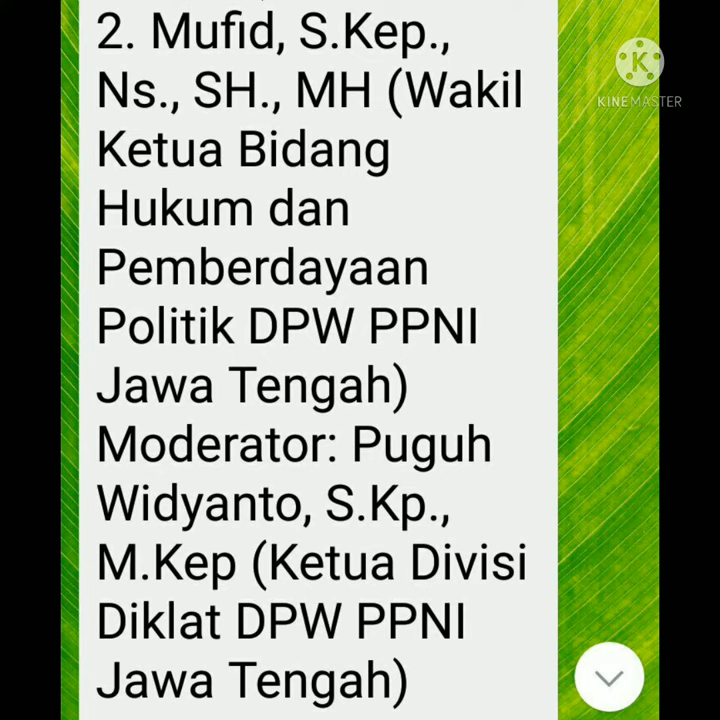 2. Mufid, S.Kep.,
Ns., SH., MH (Wakil
Ketua Bidang
Hukum dan
Pemberdayaan
Politik DPW PPNI
Jawa Tengah)
Moderator: Puguh
Widyanto, S.Kp.,
M.Kep (Ketua Divisi
Diklat DPW PPNI
Jawa Tengah)
K
KINEMASTER